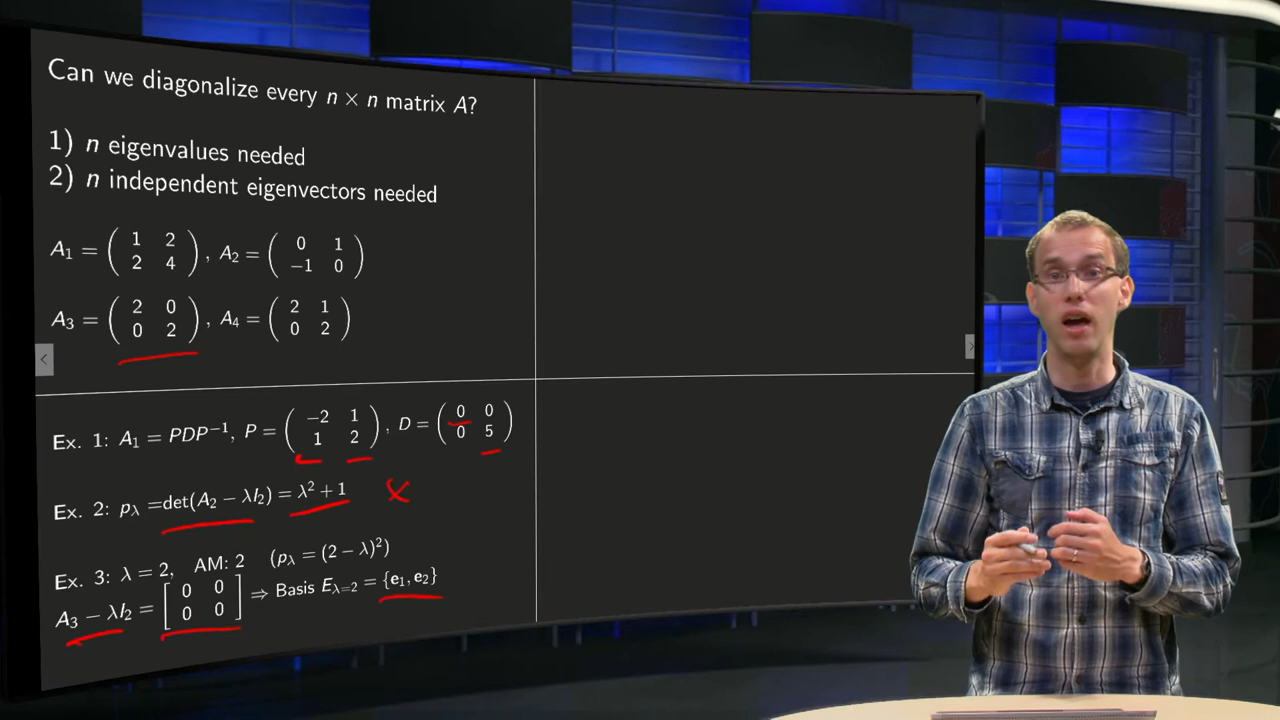 Can we diagonalize every n × n matrix A?
1) n eigenvalues needed
2) n independent eigenvectors needed
A₁ = ( 1 2 ; 2 4 ), A₂ = ( 0 1 ; −1 0 )
A₃ = ( 2 0 ; 0 2 ), A₄ = ( 2 1 ; 0 2 )
Ex. 1: A₁ = PDP⁻¹, P = ( −2 1 ; 1 2 ), D = ( 0 0 ; 0 5 )
Ex. 2: p_λ =det(A₂ − λI₂) = λ² + 1
Ex. 3: λ = 2, AM: 2 (p_λ = (2 − λ)²)
A₃ − λI₂ = [ 0 0 ; 0 0 ] ⇒ Basis E_λ=2 = {e₁, e₂}